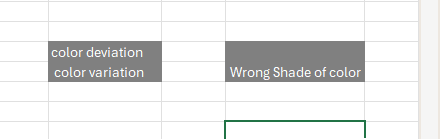 color deviation
color variation
Wrong Shade of color